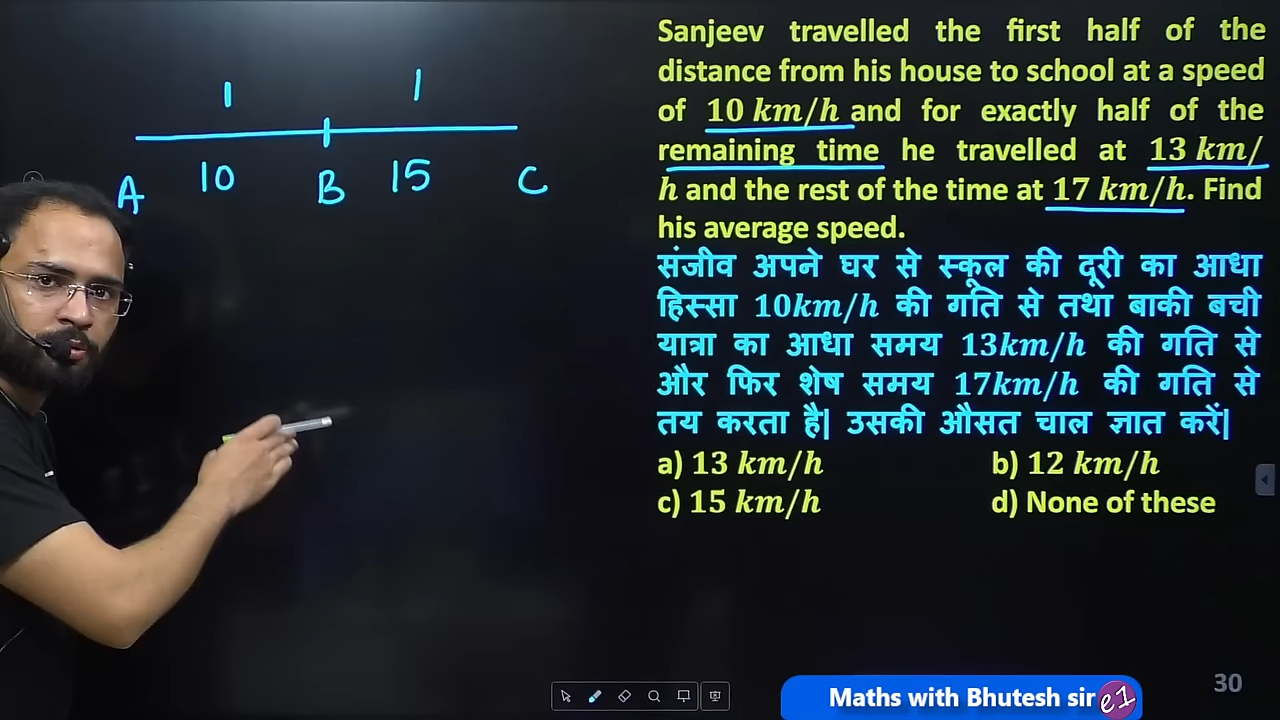 1 1
A 10 B 15 C
Sanjeev travelled the first half of the
distance from his house to school at a speed
of 10 km/h and for exactly half of the
remaining time he travelled at 13 km/
h and the rest of the time at 17 km/h. Find
his average speed.
संजीव अपने घर से स्कूल की दूरी का आधा
हिस्सा 10km/h की गति से तथा बाकी बची
यात्रा का आधा समय 13km/h की गति से
और फिर शेष समय 17km/h की गति से
तय करता है| उसकी औसत चाल ज्ञात करें|
a) 13 km/h b) 12 km/h
c) 15 km/h d) None of these
30
Maths with Bhutesh sir e1